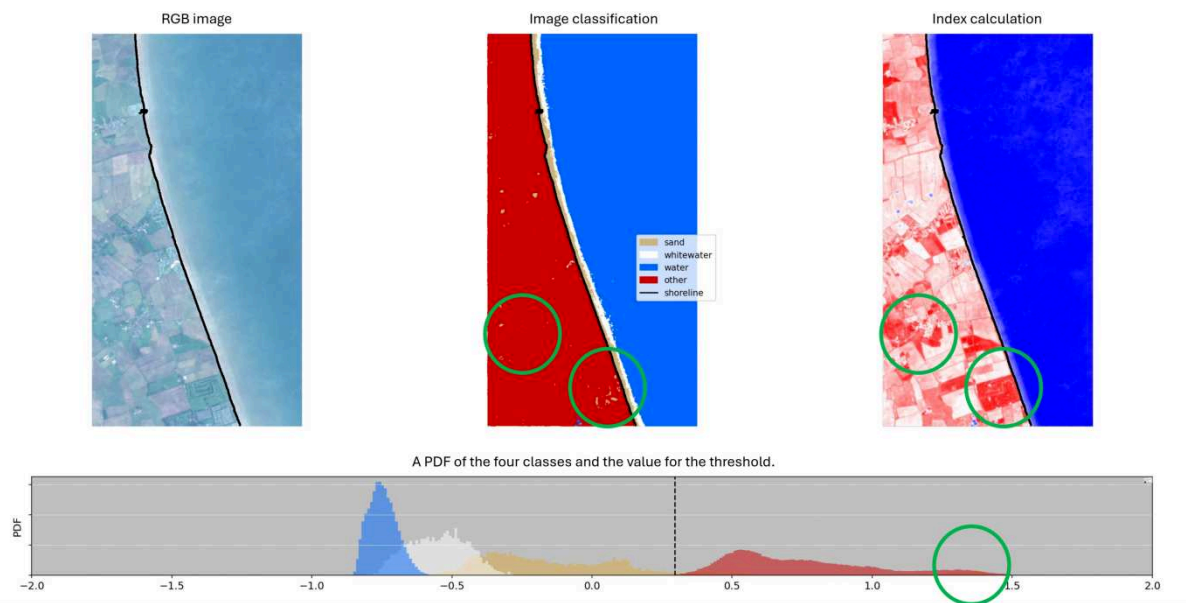 RGB image
Image classification
Index calculation
sand
whitewater
water
other
shoreline
A PDF of the four classes and the value for the threshold.
PDF
−2.0 −1.5 −1.0 −0.5 0.0 0.5 1.0 1.5 2.0